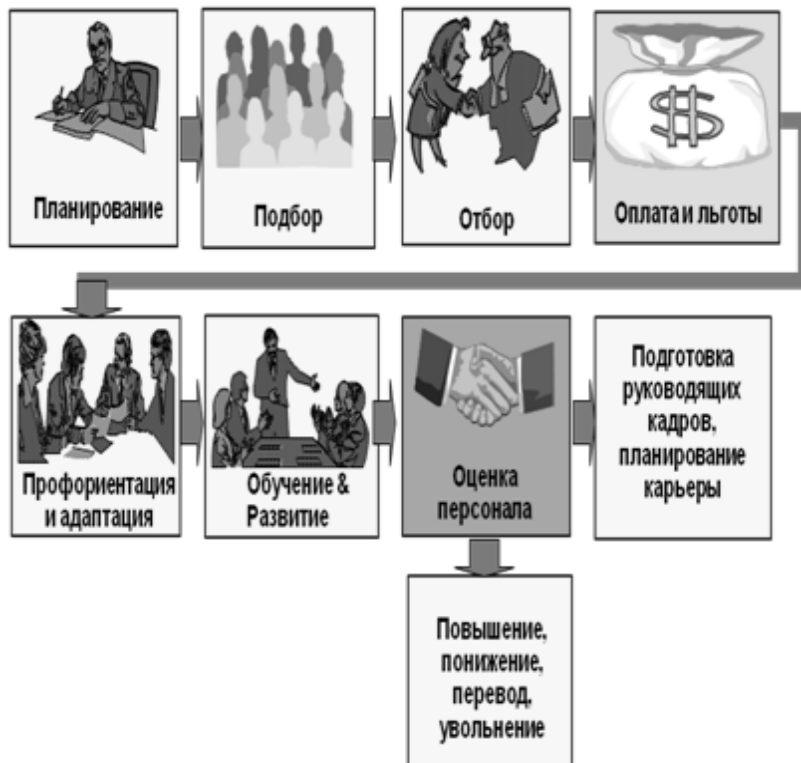 Планирование
Подбор
Отбор
Оплата и льготы
Профориентация
и адаптация
Обучение &
Развитие
Оценка
персонала
Подготовка
руководящих
кадров,
планирование
карьеры
Повышение,
понижение,
перевод,
увольнение